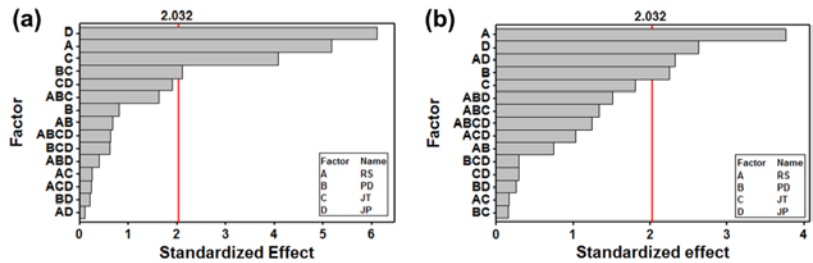 (a)
2.032
Factor
D
A
C
BC
CD
ABC
B
AB
ABCD
BCD
ABD
AC
ACD
BD
AD
Factor Name
A RS
B PD
C JT
D JP
0 1 2 3 4 5 6
Standardized Effect
(b)
2.032
Factor
A
D
AD
B
C
ABD
ABC
ABCD
ACD
AB
BCD
CD
BD
AC
BC
Factor Name
A RS
B PD
C JT
D JP
0 1 2 3 4
Standardized effect